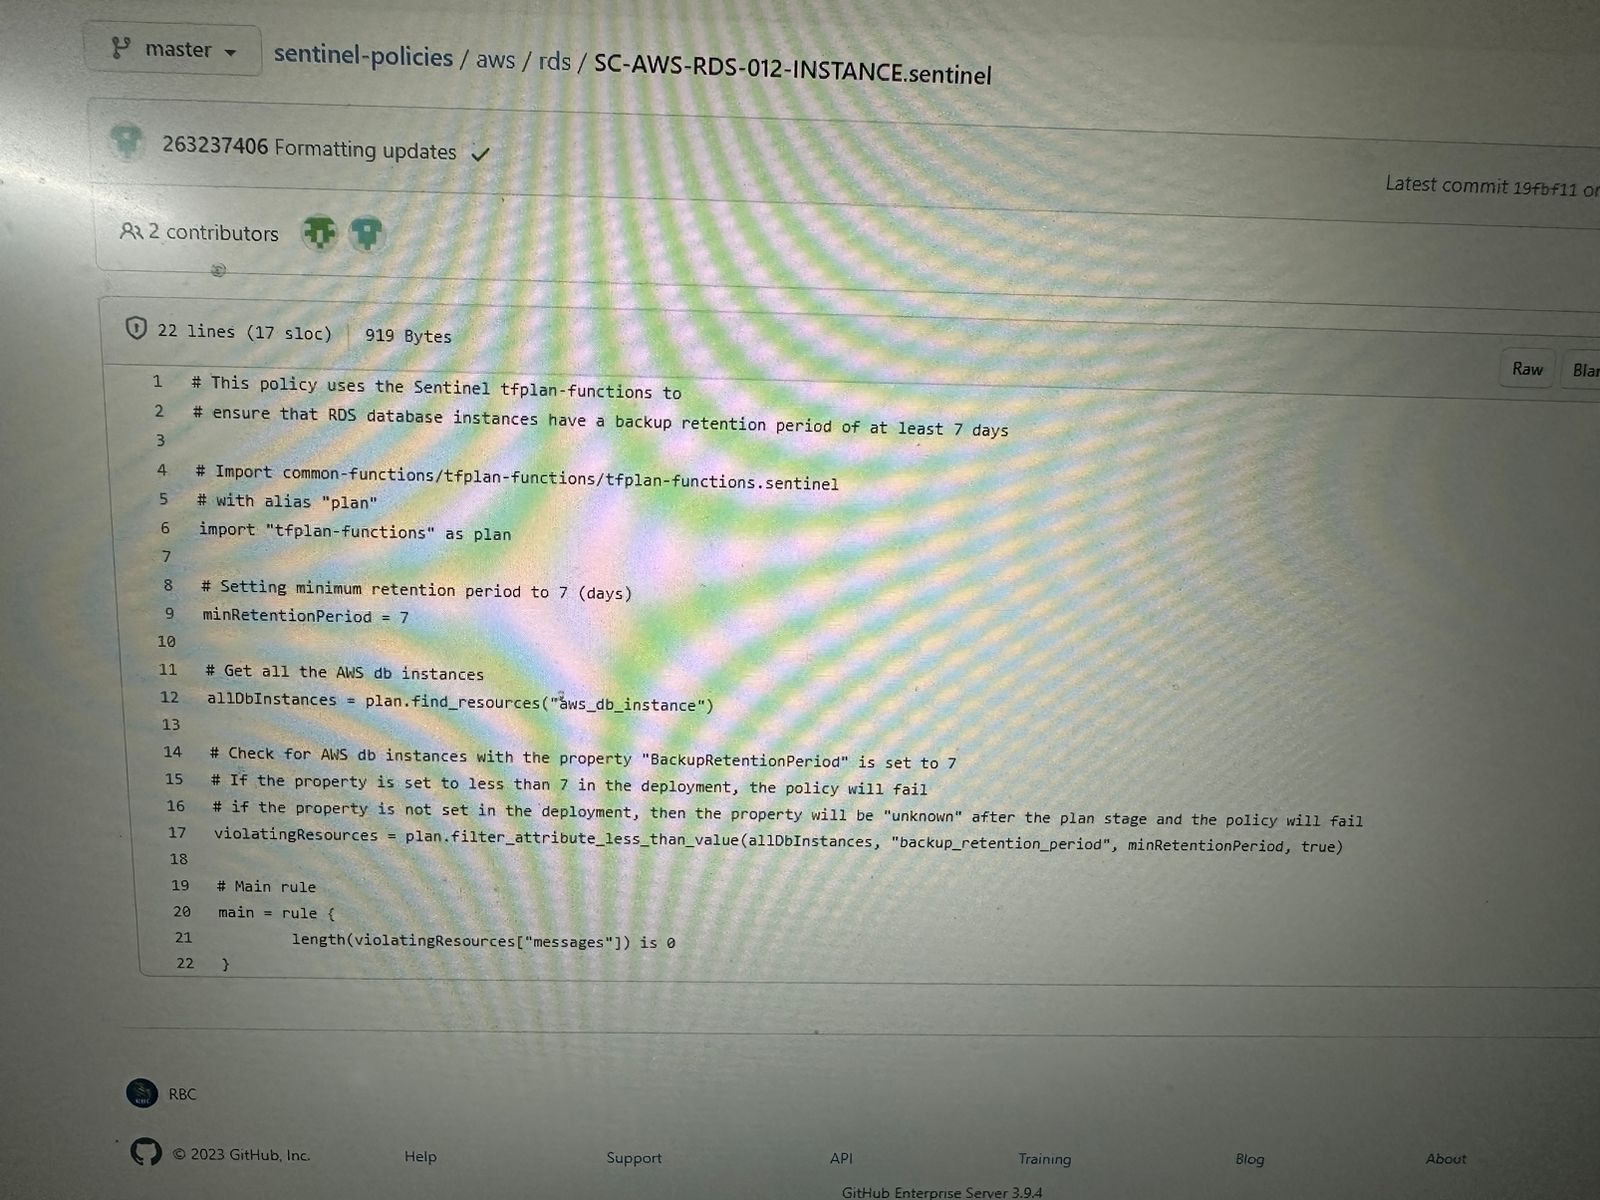 master
sentinel-policies / aws / rds / SC-AWS-RDS-012-INSTANCE.sentinel
263237406 Formatting updates
Latest commit 19fbf11
2 contributors
22 lines (17 sloc) 919 Bytes
Raw
1 # This policy uses the Sentinel tfplan-functions to
2 # ensure that RDS database instances have a backup retention period of at least 7 days
3
4 # Import common-functions/tfplan-functions/tfplan-functions.sentinel
5 # with alias "plan"
6 import "tfplan-functions" as plan
7
8 # Setting minimum retention period to 7 (days)
9 minRetentionPeriod = 7
10
11 # Get all the AWS db instances
12 allDbInstances = plan.find_resources("aws_db_instance")
13
14 # Check for AWS db instances with the property "BackupRetentionPeriod" is set to 7
15 # If the property is set to less than 7 in the deployment, the policy will fail
16 # if the property is not set in the deployment, then the property will be "unknown" after the plan stage and the policy will fail
17 violatingResources = plan.filter_attribute_less_than_value(allDbInstances, "backup_retention_period", minRetentionPeriod, true)
18
19 # Main rule
20 main = rule {
21 length(violatingResources["messages"]) is 0
22 }
RBC
© 2023 GitHub, Inc. Help Support API Training Blog About
GitHub Enterprise Server 3.9.4